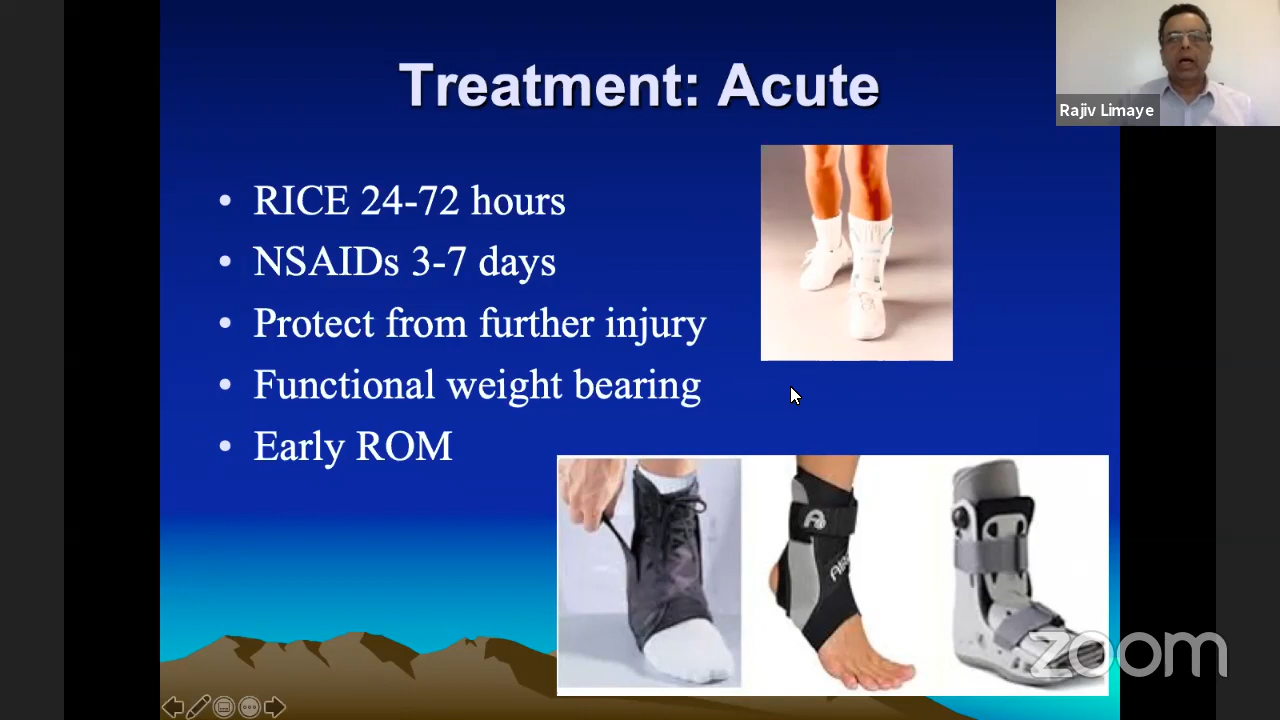 Treatment: Acute
Rajiv Limaye
• RICE 24-72 hours
• NSAIDs 3-7 days
• Protect from further injury
• Functional weight bearing
• Early ROM
zoom